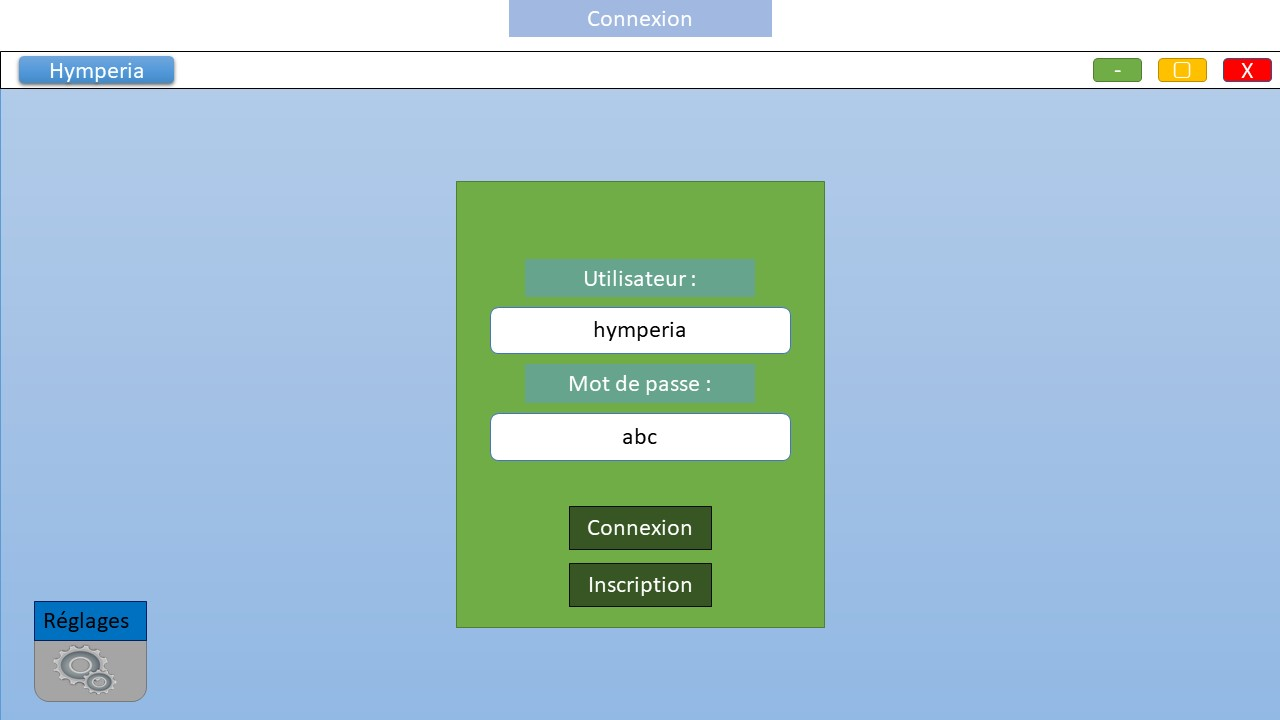 Connexion
Hymperia
- ▢ X
Utilisateur :
hymperia
Mot de passe :
abc
Connexion
Inscription
Réglages